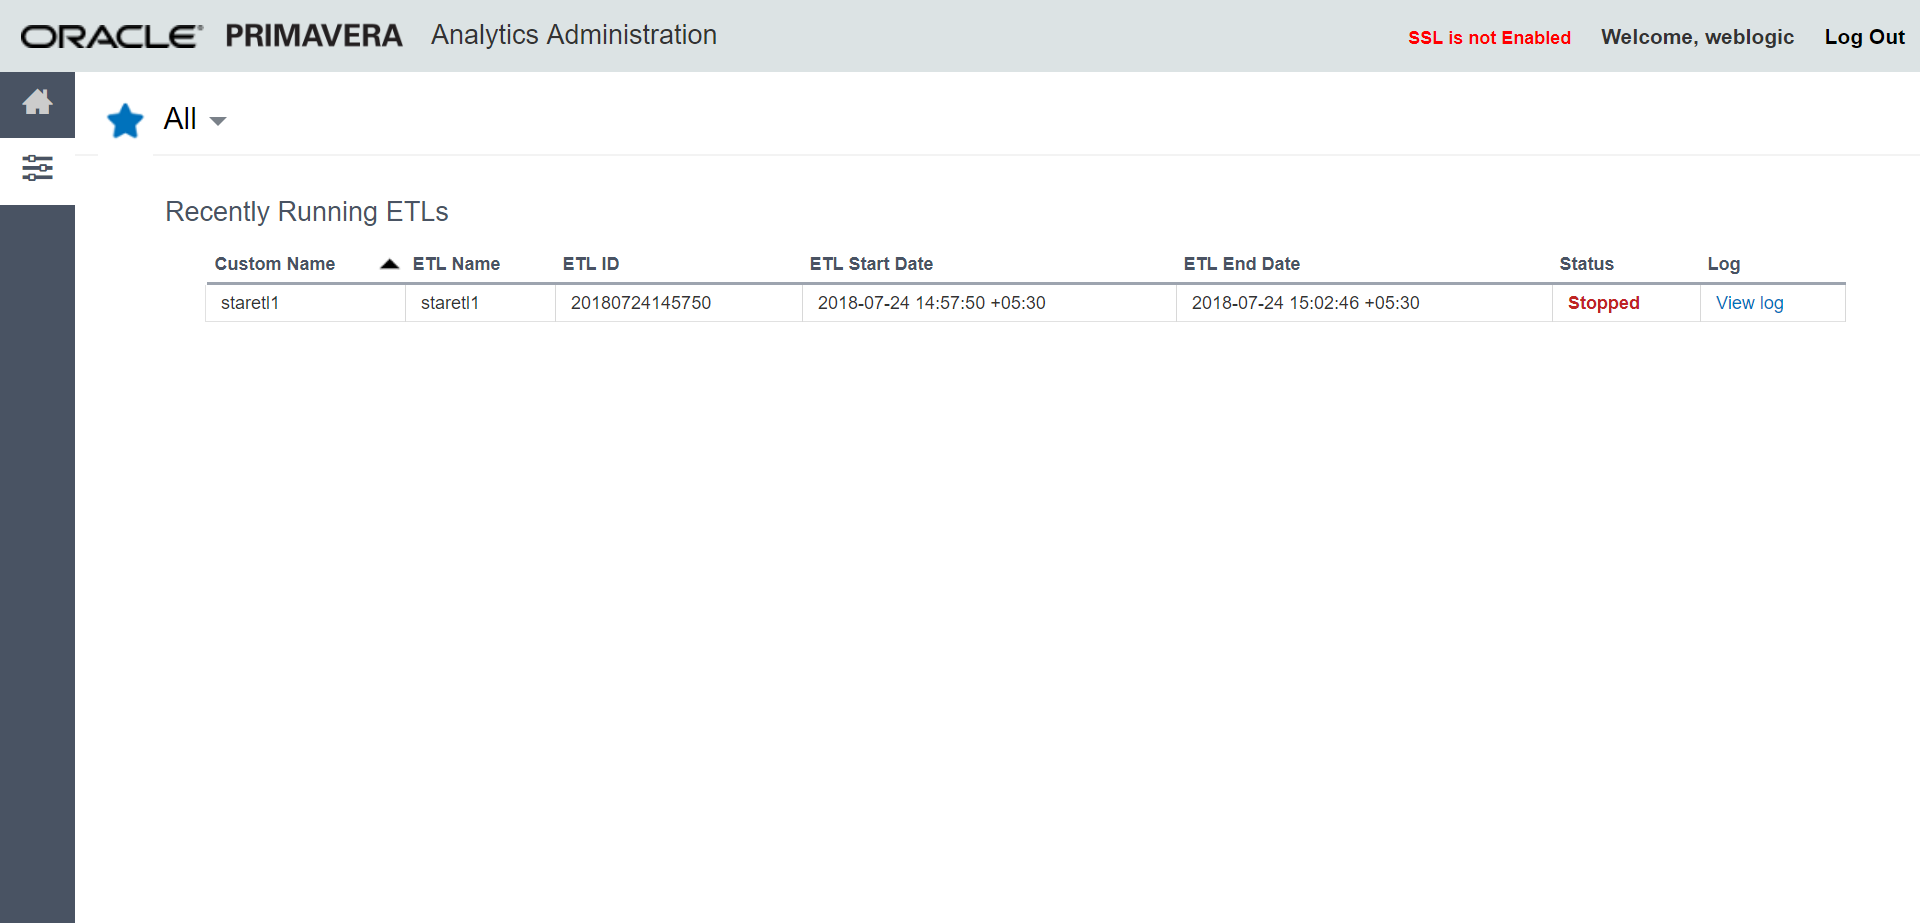 ORACLE® PRIMAVERA Analytics Administration SSL is not Enabled Welcome, weblogic Log Out
All
Recently Running ETLs
Custom Name ETL Name ETL ID ETL Start Date ETL End Date Status Log
staretl1 staretl1 20180724145750 2018-07-24 14:57:50 +05:30 2018-07-24 15:02:46 +05:30 Stopped View log